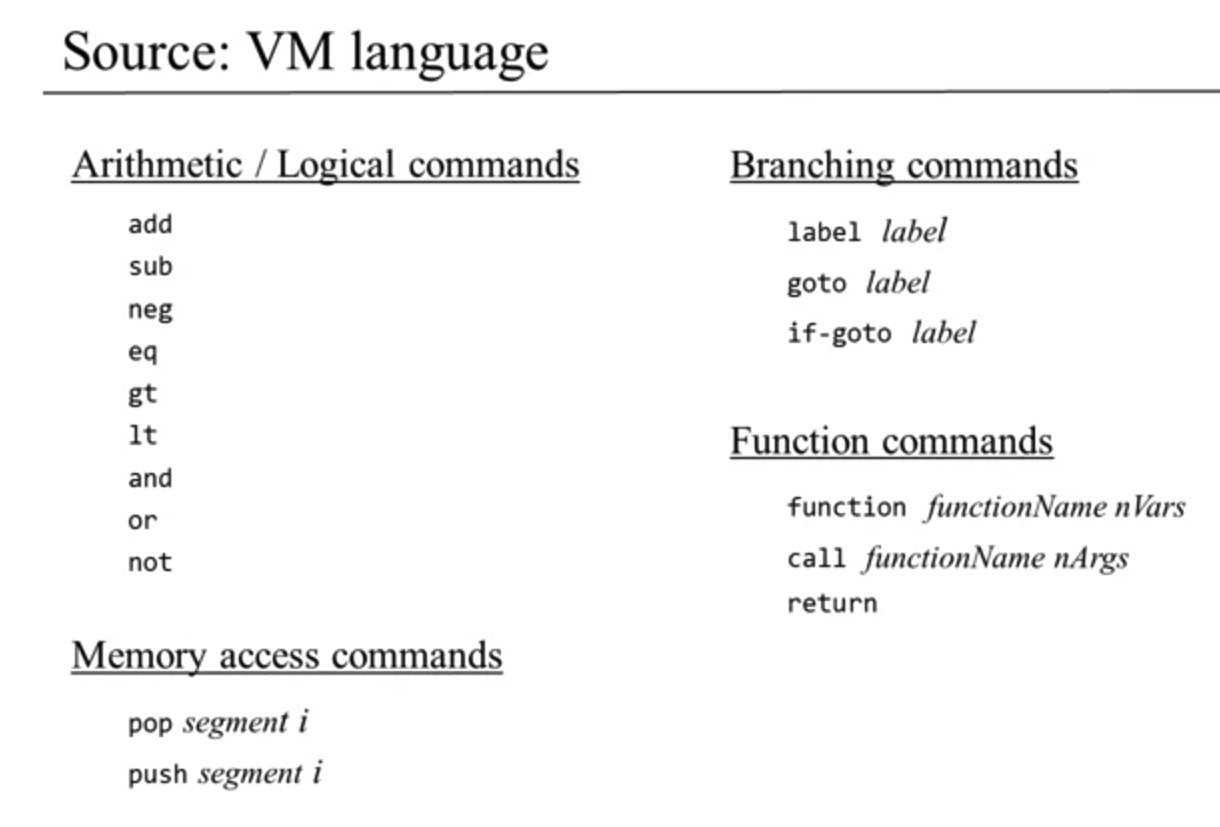 Source: VM language
Arithmetic / Logical commands
add
sub
neg
eq
gt
lt
and
or
not
Memory access commands
pop segment i
push segment i
Branching commands
label label
goto label
if-goto label
Function commands
function functionName nVars
call functionName nArgs
return